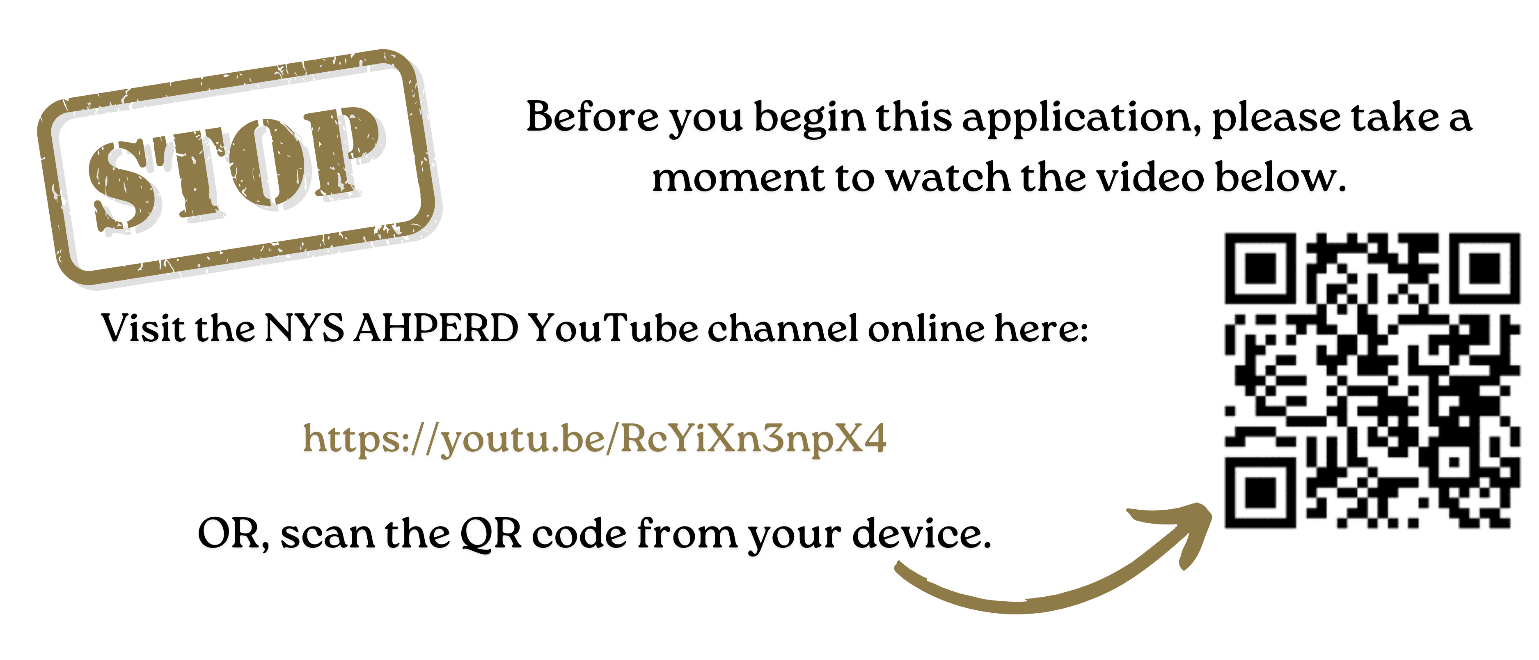 STOP
Before you begin this application, please take a
moment to watch the video below.
Visit the NYS AHPERD YouTube channel online here:
https://youtu.be/RcYiXn3npX4
OR, scan the QR code from your device.